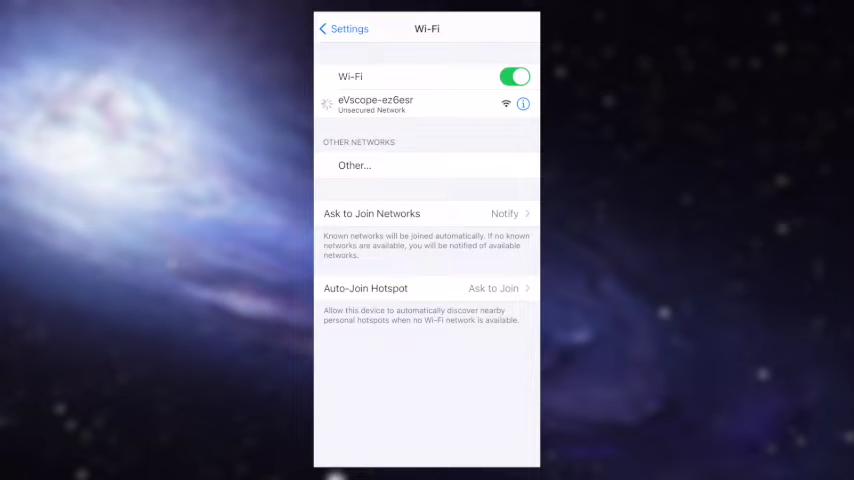 Settings
Wi-Fi
Wi-Fi
eVscope-ez6esr
Unsecured Network
OTHER NETWORKS
Other...
Ask to Join Networks Notify
Known networks will be joined automatically. If no known
networks are available, you will be notified of available
networks.
Auto-Join Hotspot Ask to Join
Allow this device to automatically discover nearby
personal hotspots when no Wi-Fi network is available.